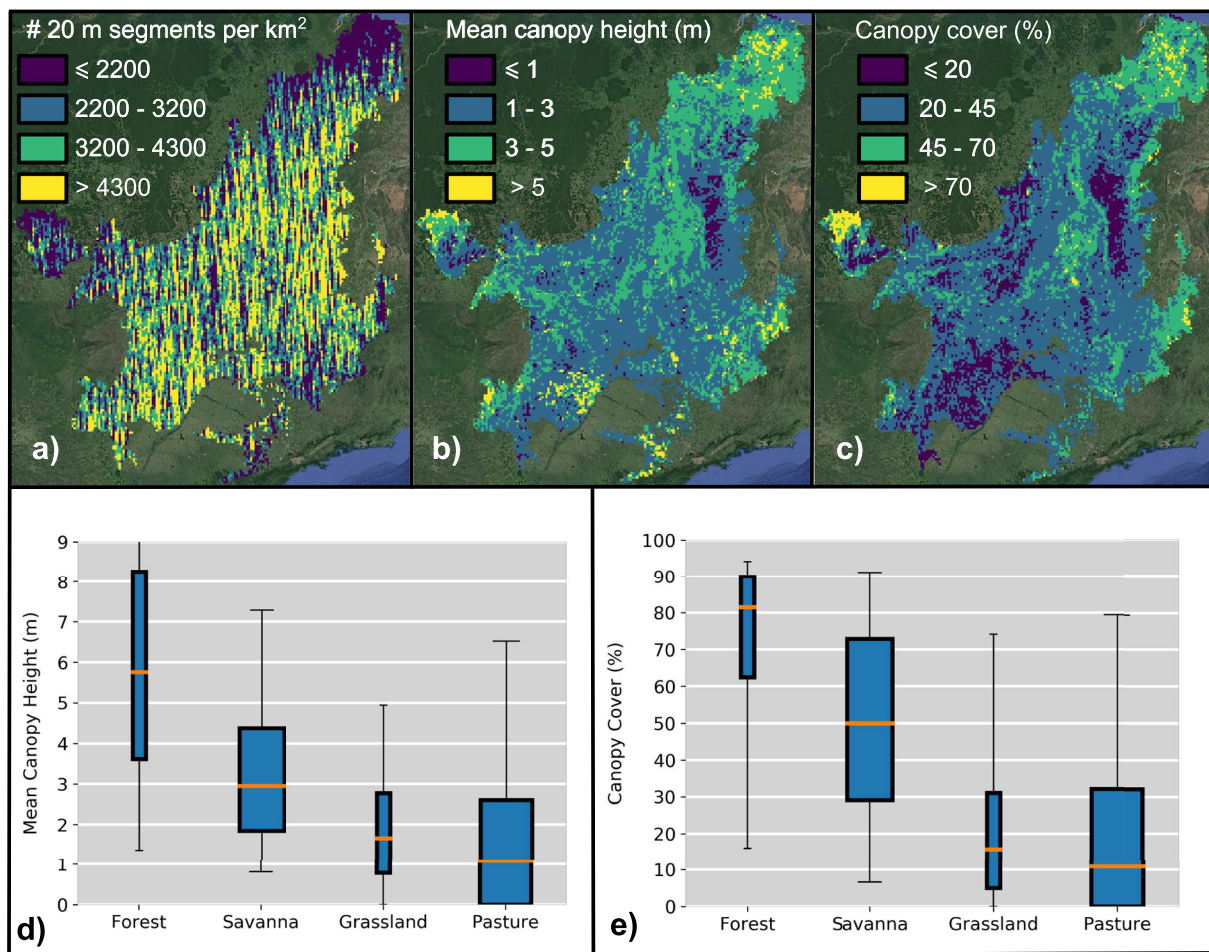 # 20 m segments per km²
⩽ 2200
2200 - 3200
3200 - 4300
> 4300
a)
Mean canopy height (m)
⩽ 1
1 - 3
3 - 5
> 5
b)
Canopy cover (%)
⩽ 20
20 - 45
45 - 70
> 70
c)
Mean Canopy Height (m)
9
8
7
6
5
4
3
2
1
0
Forest Savanna Grassland Pasture
d)
Canopy Cover (%)
100
90
80
70
60
50
40
30
20
10
0
Forest Savanna Grassland Pasture
e)